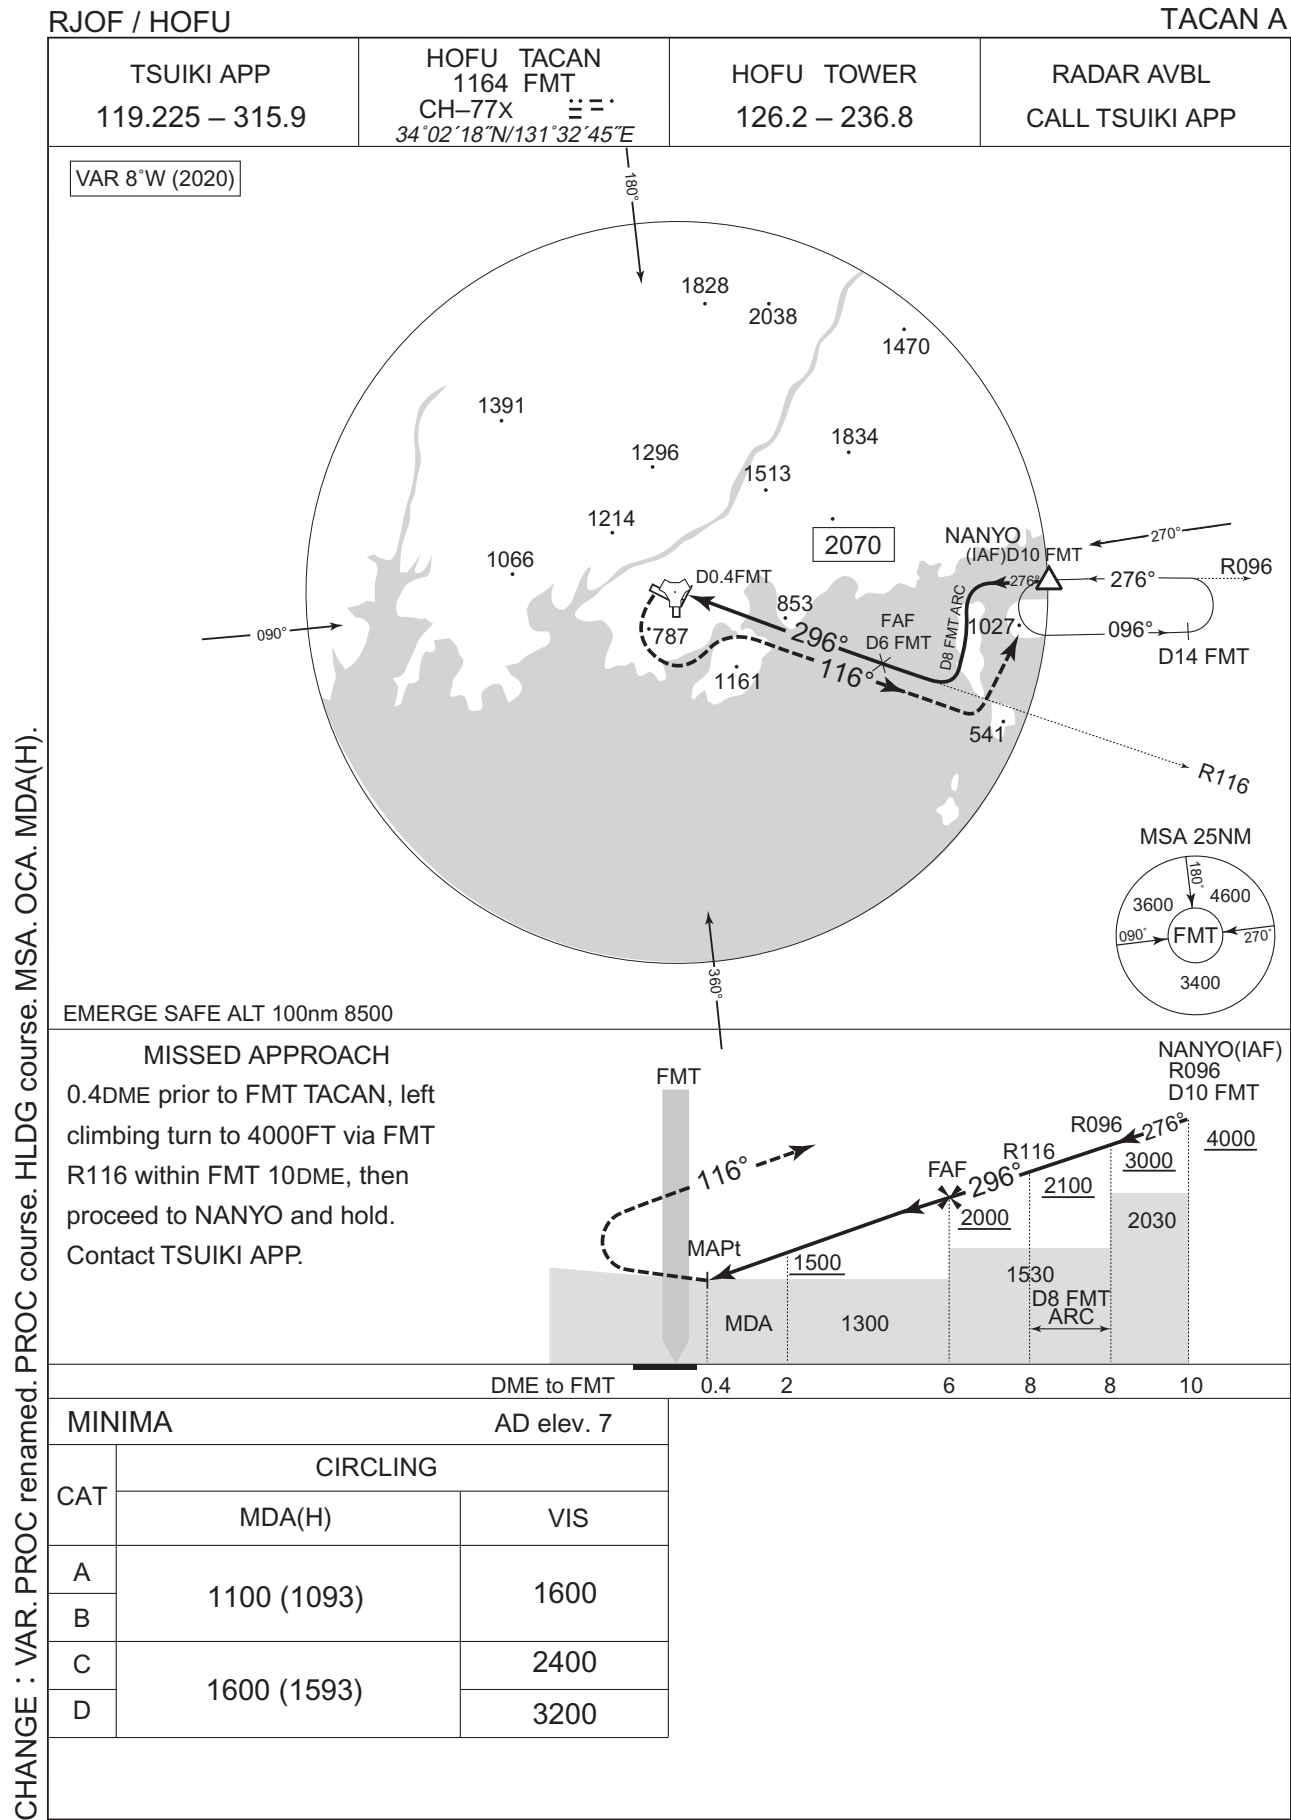 RJOF / HOFU
TACAN A
TSUIKI APP
119.225 – 315.9
HOFU TACAN
1164 FMT
CH–77X
34°02´18˝N/131°32´45˝E
HOFU TOWER
126.2 – 236.8
RADAR AVBL
CALL TSUIKI APP
VAR 8°W (2020)
180°
1828
2038
1470
1391
1296
1834
1513
1214
2070
1066
NANYO
(IAF)D10 FMT
270°
276°
276°
R096
D0.4FMT
D8 FMT ARC
853
090°
787
296°
FAF
D6 FMT
1027
096°
D14 FMT
1161
116°
541
R116
MSA 25NM
180°
3600
4600
090°
FMT
270°
3400
360°
EMERGE SAFE ALT 100nm 8500
MISSED APPROACH
0.4DME prior to FMT TACAN, left
climbing turn to 4000FT via FMT
R116 within FMT 10DME, then
proceed to NANYO and hold.
Contact TSUIKI APP.
FMT
NANYO(IAF)
R096
D10 FMT
R096
276°
4000
116°
R116
3000
FAF
296°
2100
2000
2030
MAPt
1500
1530
D8 FMT
ARC
MDA
1300
DME to FMT
0.4
2
6
8
8
10
MINIMA
AD elev. 7
CAT
CIRCLING
MDA(H)
VIS
A
1100 (1093)
1600
B
C
1600 (1593)
2400
D
3200
CHANGE : VAR. PROC renamed. PROC course. HLDG course. MSA. OCA. MDA(H).